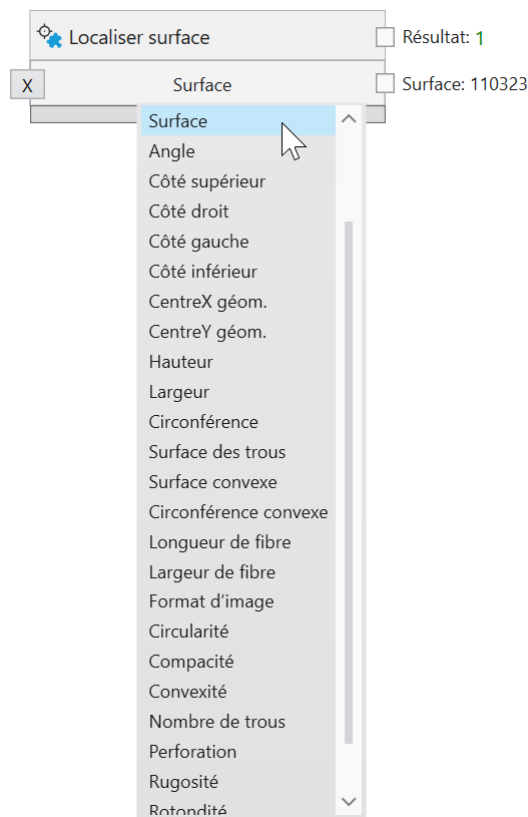 Localiser surface
Résultat: 1
X
Surface
Surface: 110323
Surface
Angle
Côté supérieur
Côté droit
Côté gauche
Côté inférieur
CentreX géom.
CentreY géom.
Hauteur
Largeur
Circonférence
Surface des trous
Surface convexe
Circonférence convexe
Longueur de fibre
Largeur de fibre
Format d’image
Circularité
Compacité
Convexité
Nombre de trous
Perforation
Rugosité
Rotondité